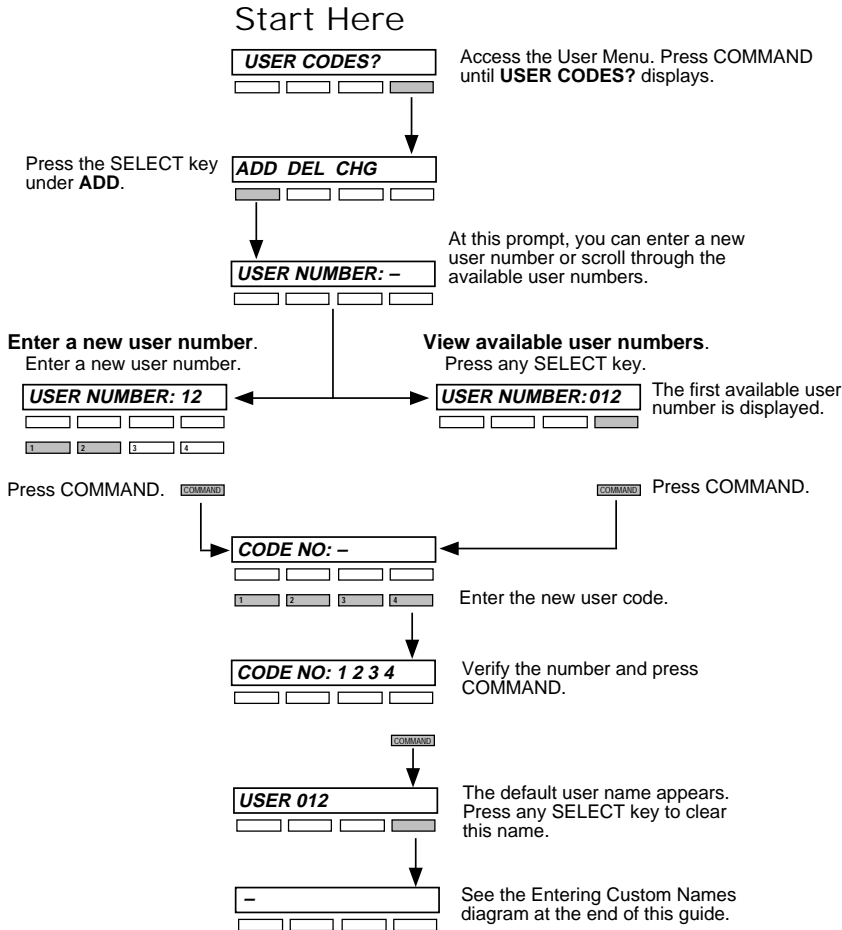 Start Here
USER CODES?
Access the User Menu. Press COMMAND
until USER CODES? displays.
Press the SELECT key
under ADD.
ADD DEL CHG
At this prompt, you can enter a new
user number or scroll through the
available user numbers.
USER NUMBER: –
Enter a new user number.
Enter a new user number.
USER NUMBER: 12
1 2 3 4
Press COMMAND. COMMAND
View available user numbers.
Press any SELECT key.
USER NUMBER:012
The first available user
number is displayed.
COMMAND Press COMMAND.
CODE NO: –
1 2 3 4
Enter the new user code.
CODE NO: 1 2 3 4
Verify the number and press
COMMAND.
COMMAND
USER 012
The default user name appears.
Press any SELECT key to clear
this name.
–
See the Entering Custom Names
diagram at the end of this guide.